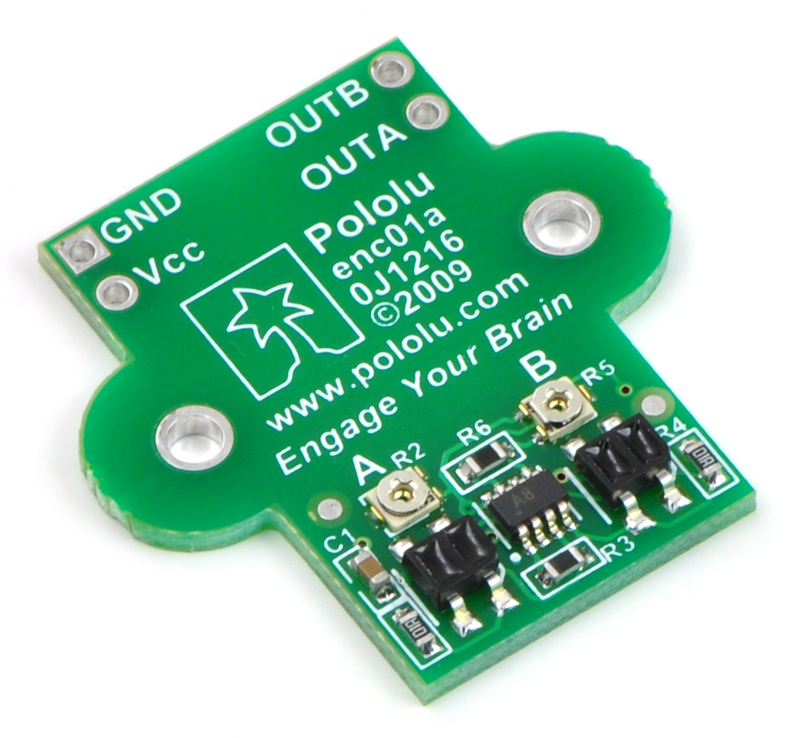 OUTB
OUTA
GND
Vcc
Pololu
enc01a
0J1216
©2009
www.pololu.com
Engage Your Brain
B
R5
A
R2
R6
R4
A8
C1
R3